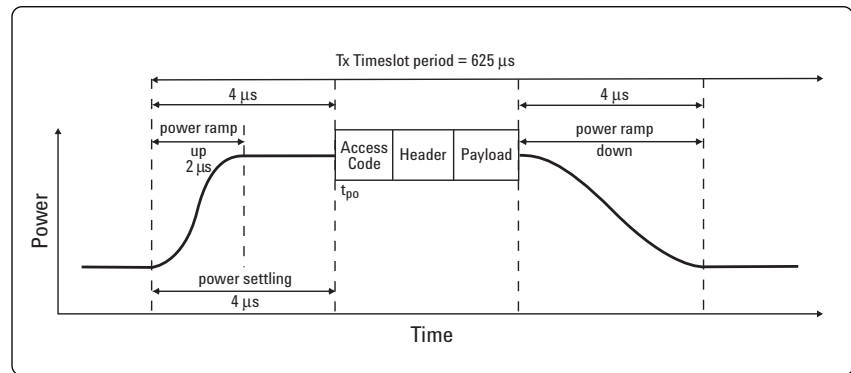 Tx Timeslot period = 625 μs
4 μs
4 μs
power ramp
up
2 μs
Access
Code
Header
Payload
power ramp
down
tpo
Power
power settling
4 μs
Time